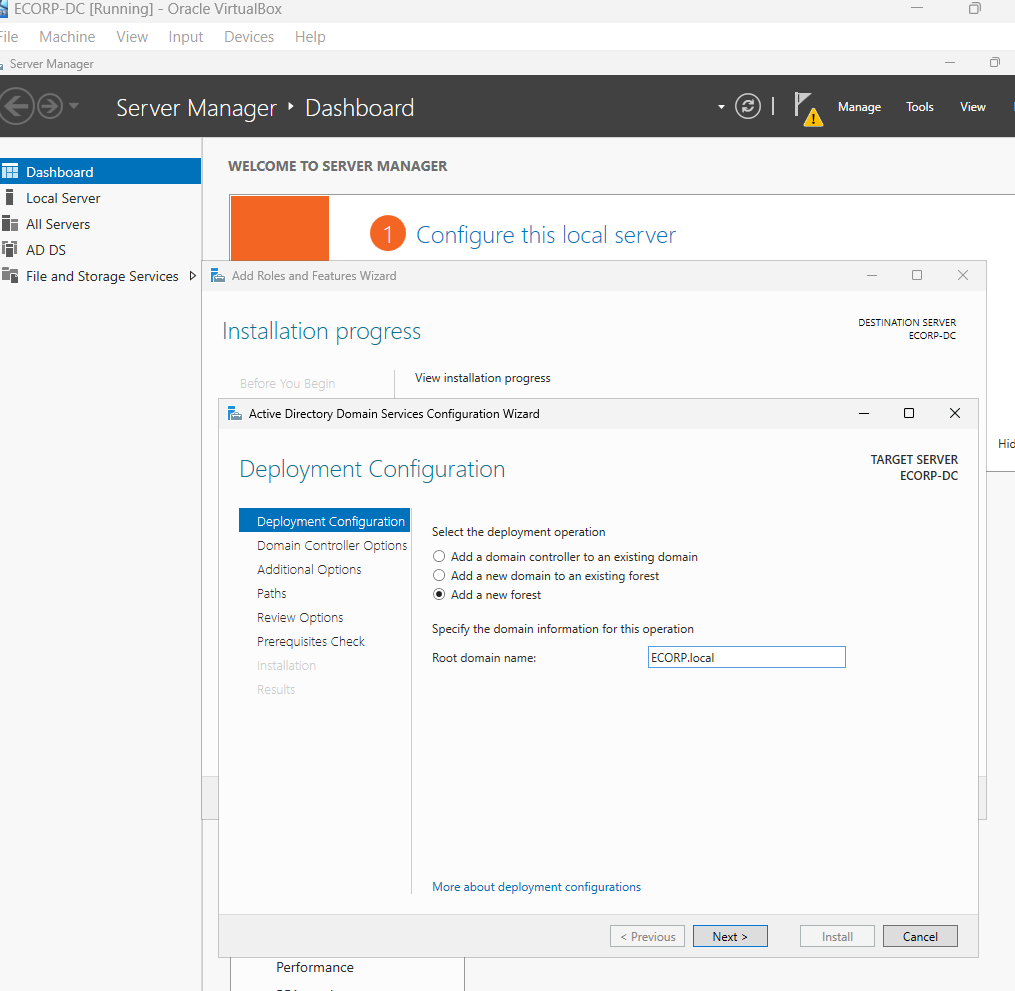 ECORP-DC [Running] - Oracle VirtualBox
File Machine View Input Devices Help
Server Manager
Server Manager Dashboard
Manage Tools View
Dashboard
Local Server
All Servers
AD DS
File and Storage Services
WELCOME TO SERVER MANAGER
1 Configure this local server
Add Roles and Features Wizard
Installation progress
DESTINATION SERVER
ECORP-DC
Before You Begin
View installation progress
Hid
Active Directory Domain Services Configuration Wizard
Deployment Configuration
TARGET SERVER
ECORP-DC
Deployment Configuration
Domain Controller Options
Additional Options
Paths
Review Options
Prerequisites Check
Installation
Results
Select the deployment operation
Add a domain controller to an existing domain
Add a new domain to an existing forest
Add a new forest
Specify the domain information for this operation
Root domain name: ECORP.local
More about deployment configurations
< Previous Next > Install Cancel
Performance